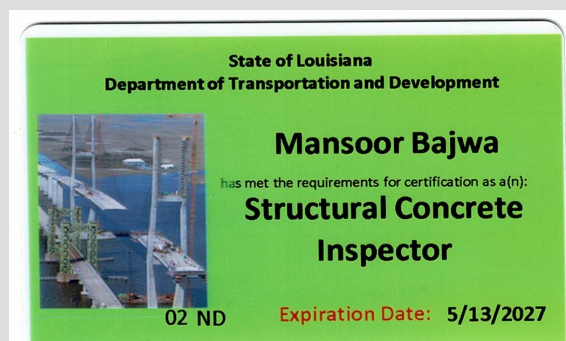 State of Louisiana
Department of Transportation and Development
Mansoor Bajwa
has met the requirements for certification as a(n):
Structural Concrete
Inspector
02 ND
Expiration Date: 5/13/2027